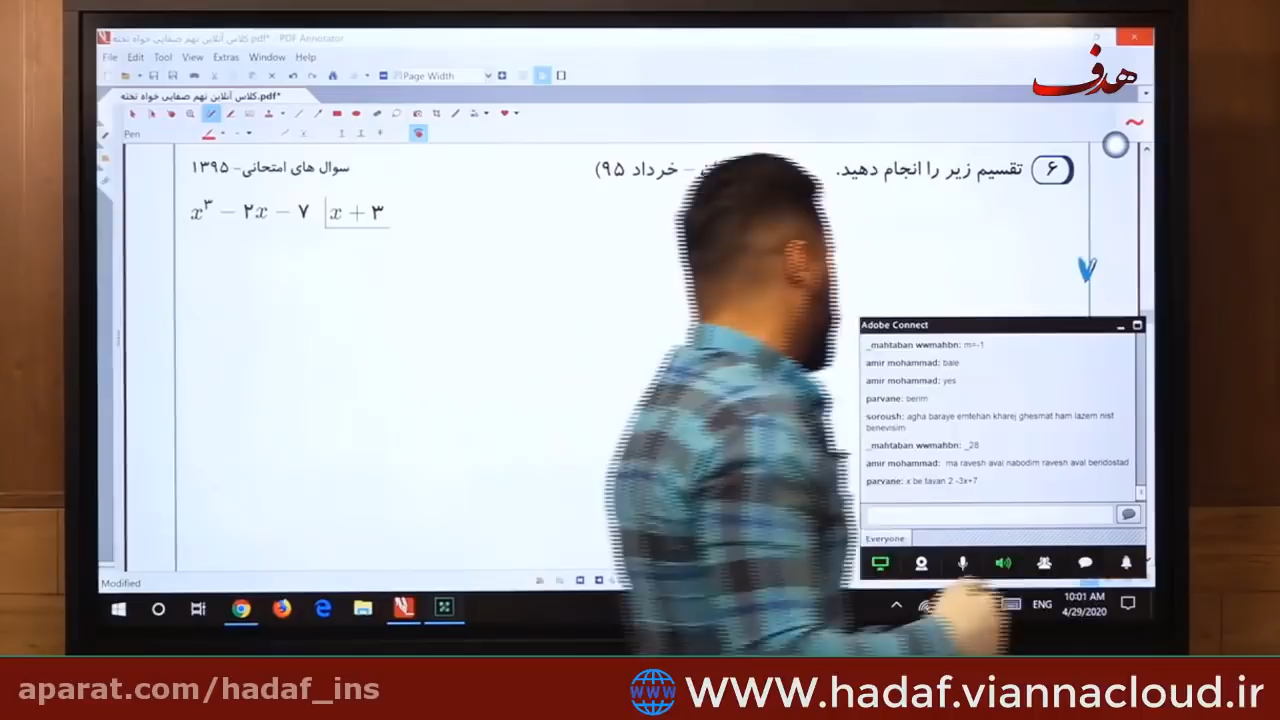 کلاس آنلاین نهم صفایی خواه تخته.pdf* - PDF Annotator
File Edit Tool View Extras Window Help
هدف
Page Width
کلاس آنلاین نهم صفایی خواه تخته.pdf*
Pen
۶ تقسیم زیر را انجام دهید.
– خرداد ۹۵)
سوال های امتحانی- ۱۳۹۵
x³ − ۲x − ۷ x + ۳
Adobe Connect
_mahtaban wwmahbn: m=-1
amir mohammad: bale
amir mohammad: yes
parvane: berim
soroush: agha baraye emtehan kharej ghesmat ham lazem nist
benevisim
_mahtaban wwmahbn: _28
amir mohammad: ma ravesh aval nabodim ravesh aval beridostad
parvane: x be tavan 2 -3x+7
Everyone
Modified
ENG
10:01 AM
4/29/2020
aparat.com/hadaf_ins
WWW
www.hadaf.viannacloud.ir